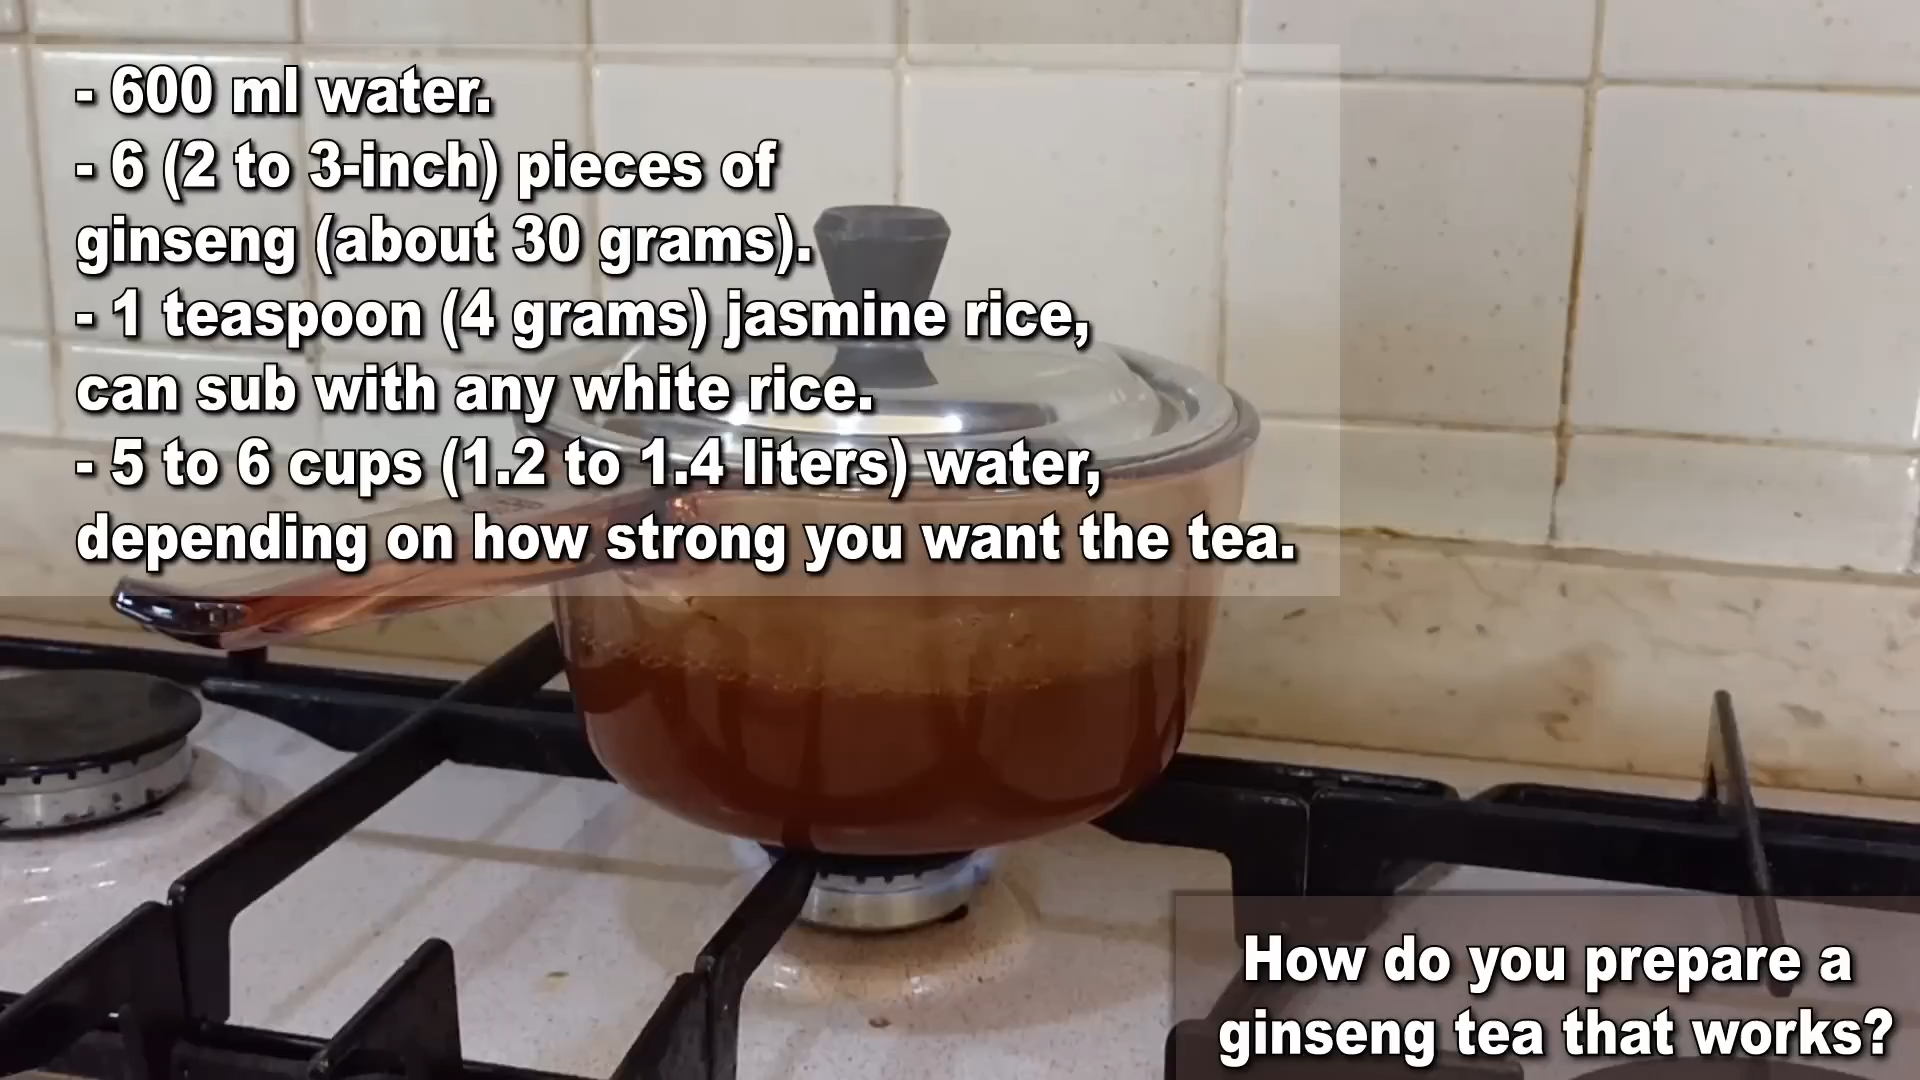 - 600 ml water.
- 6 (2 to 3-inch) pieces of
ginseng (about 30 grams).
- 1 teaspoon (4 grams) jasmine rice,
can sub with any white rice.
- 5 to 6 cups (1.2 to 1.4 liters) water,
depending on how strong you want the tea.
How do you prepare a
ginseng tea that works?